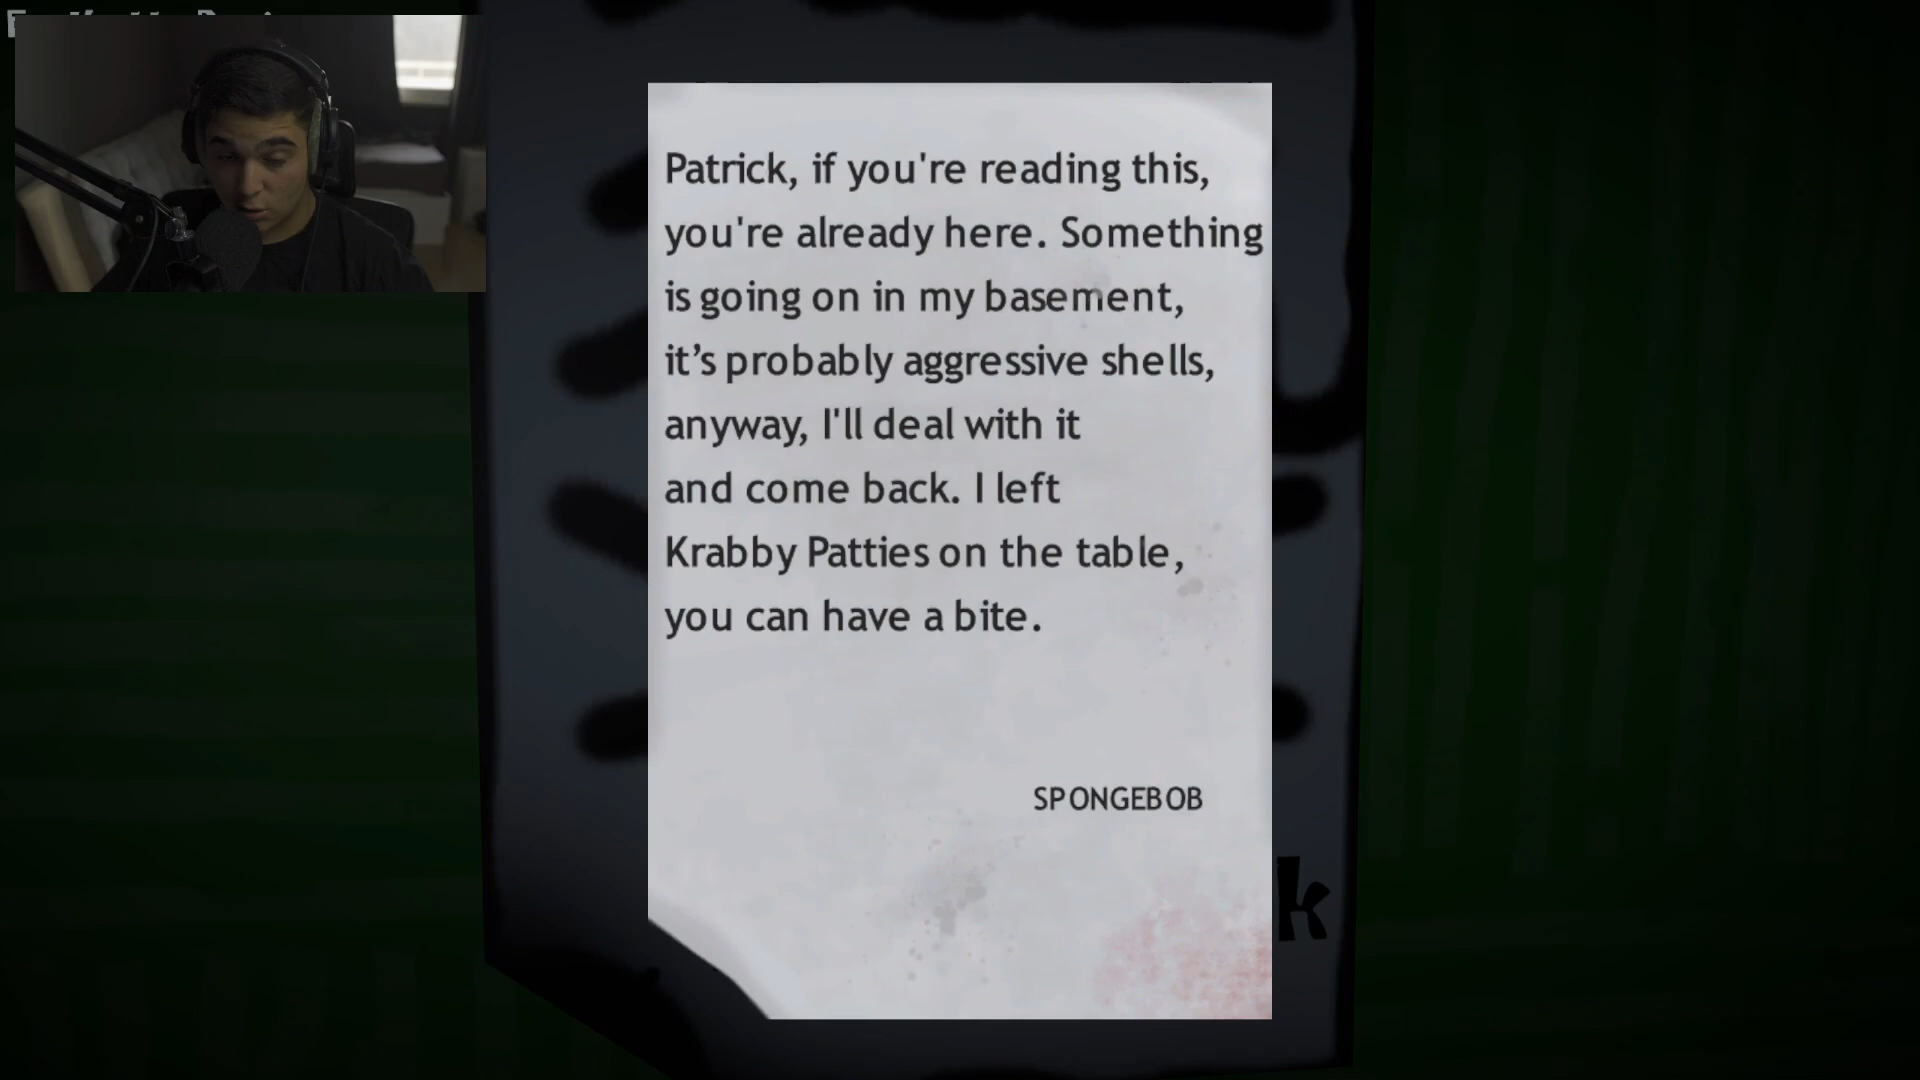 Patrick, if you're reading this,
you're already here. Something
is going on in my basement,
it’s probably aggressive shells,
anyway, I'll deal with it
and come back. I left
Krabby Patties on the table,
you can have a bite.
SPONGEBOB
k